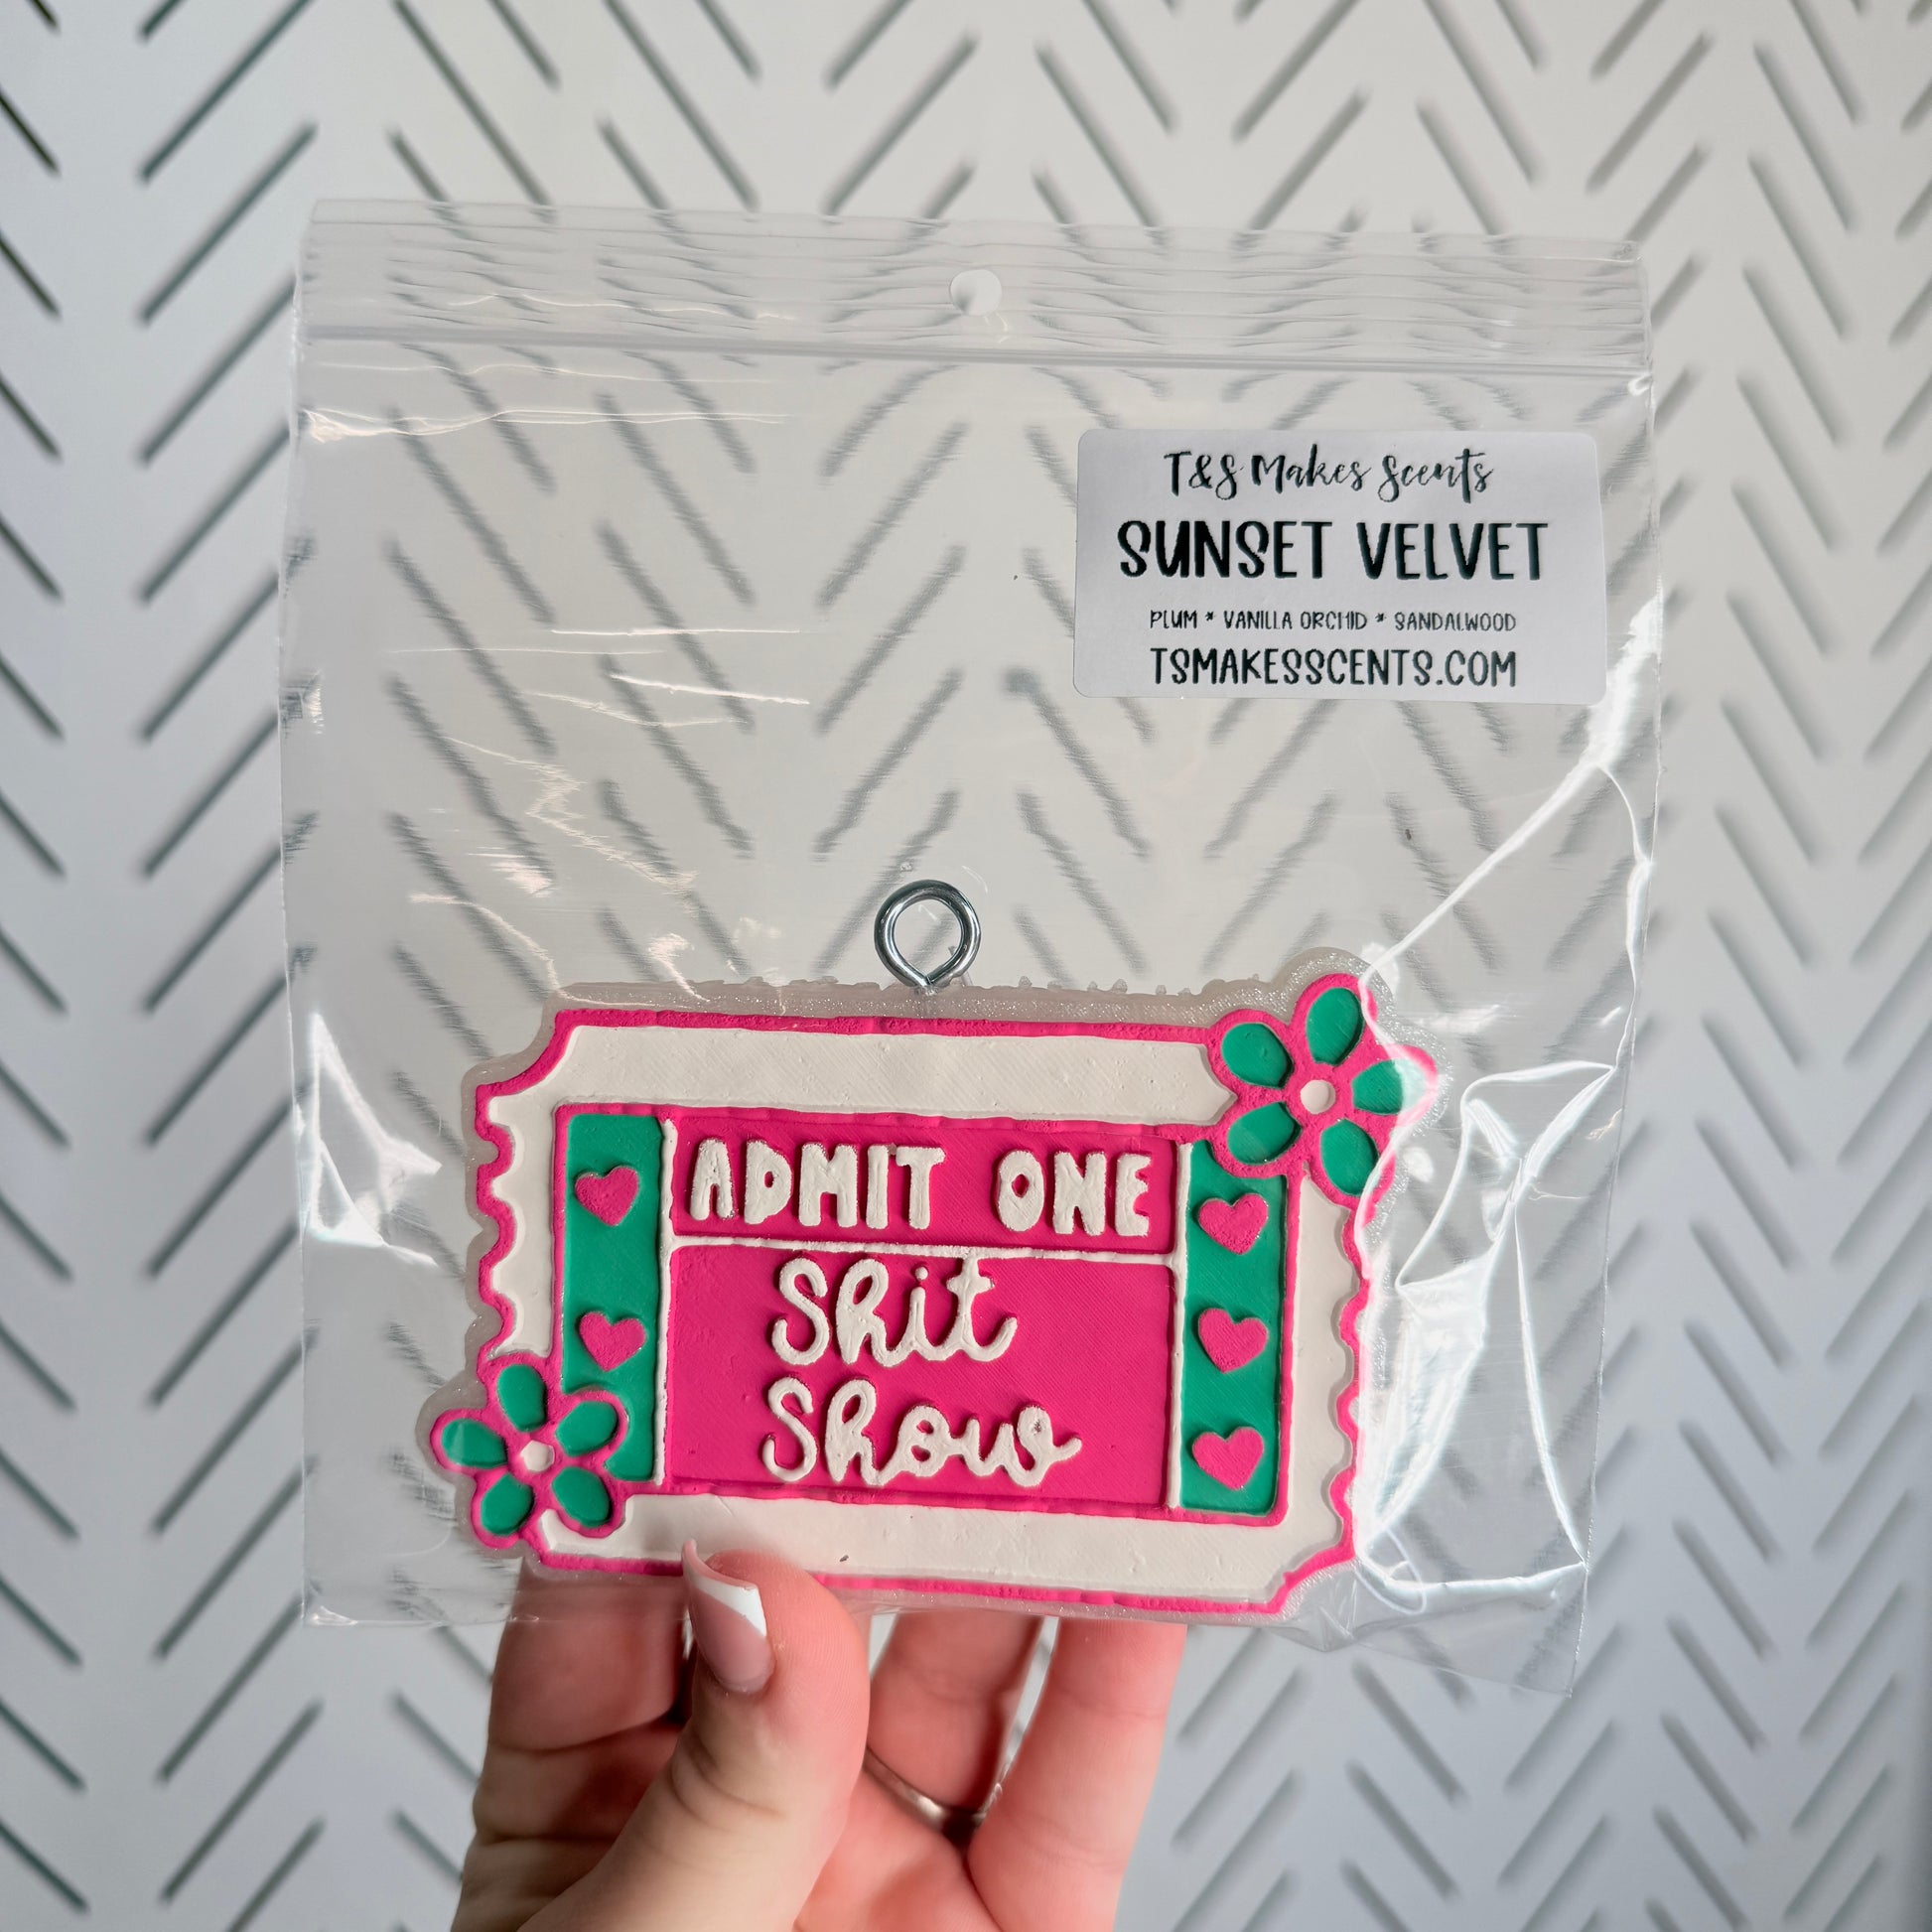 T&S Makes Scents
SUNSET VELVET
PLUM * VANILLA ORCHID * SANDALWOOD
TSMAKESSCENTS.COM
ADMIT ONE
Shit
Show